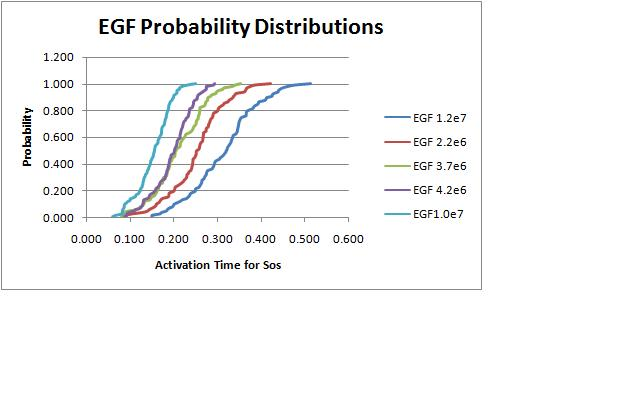 EGF Probability Distributions
1.200
1.000
0.800
0.600
0.400
0.200
0.000
Probability
0.000 0.100 0.200 0.300 0.400 0.500 0.600
Activation Time for Sos
EGF 1.2e7
EGF 2.2e6
EGF 3.7e6
EGF 4.2e6
EGF1.0e7